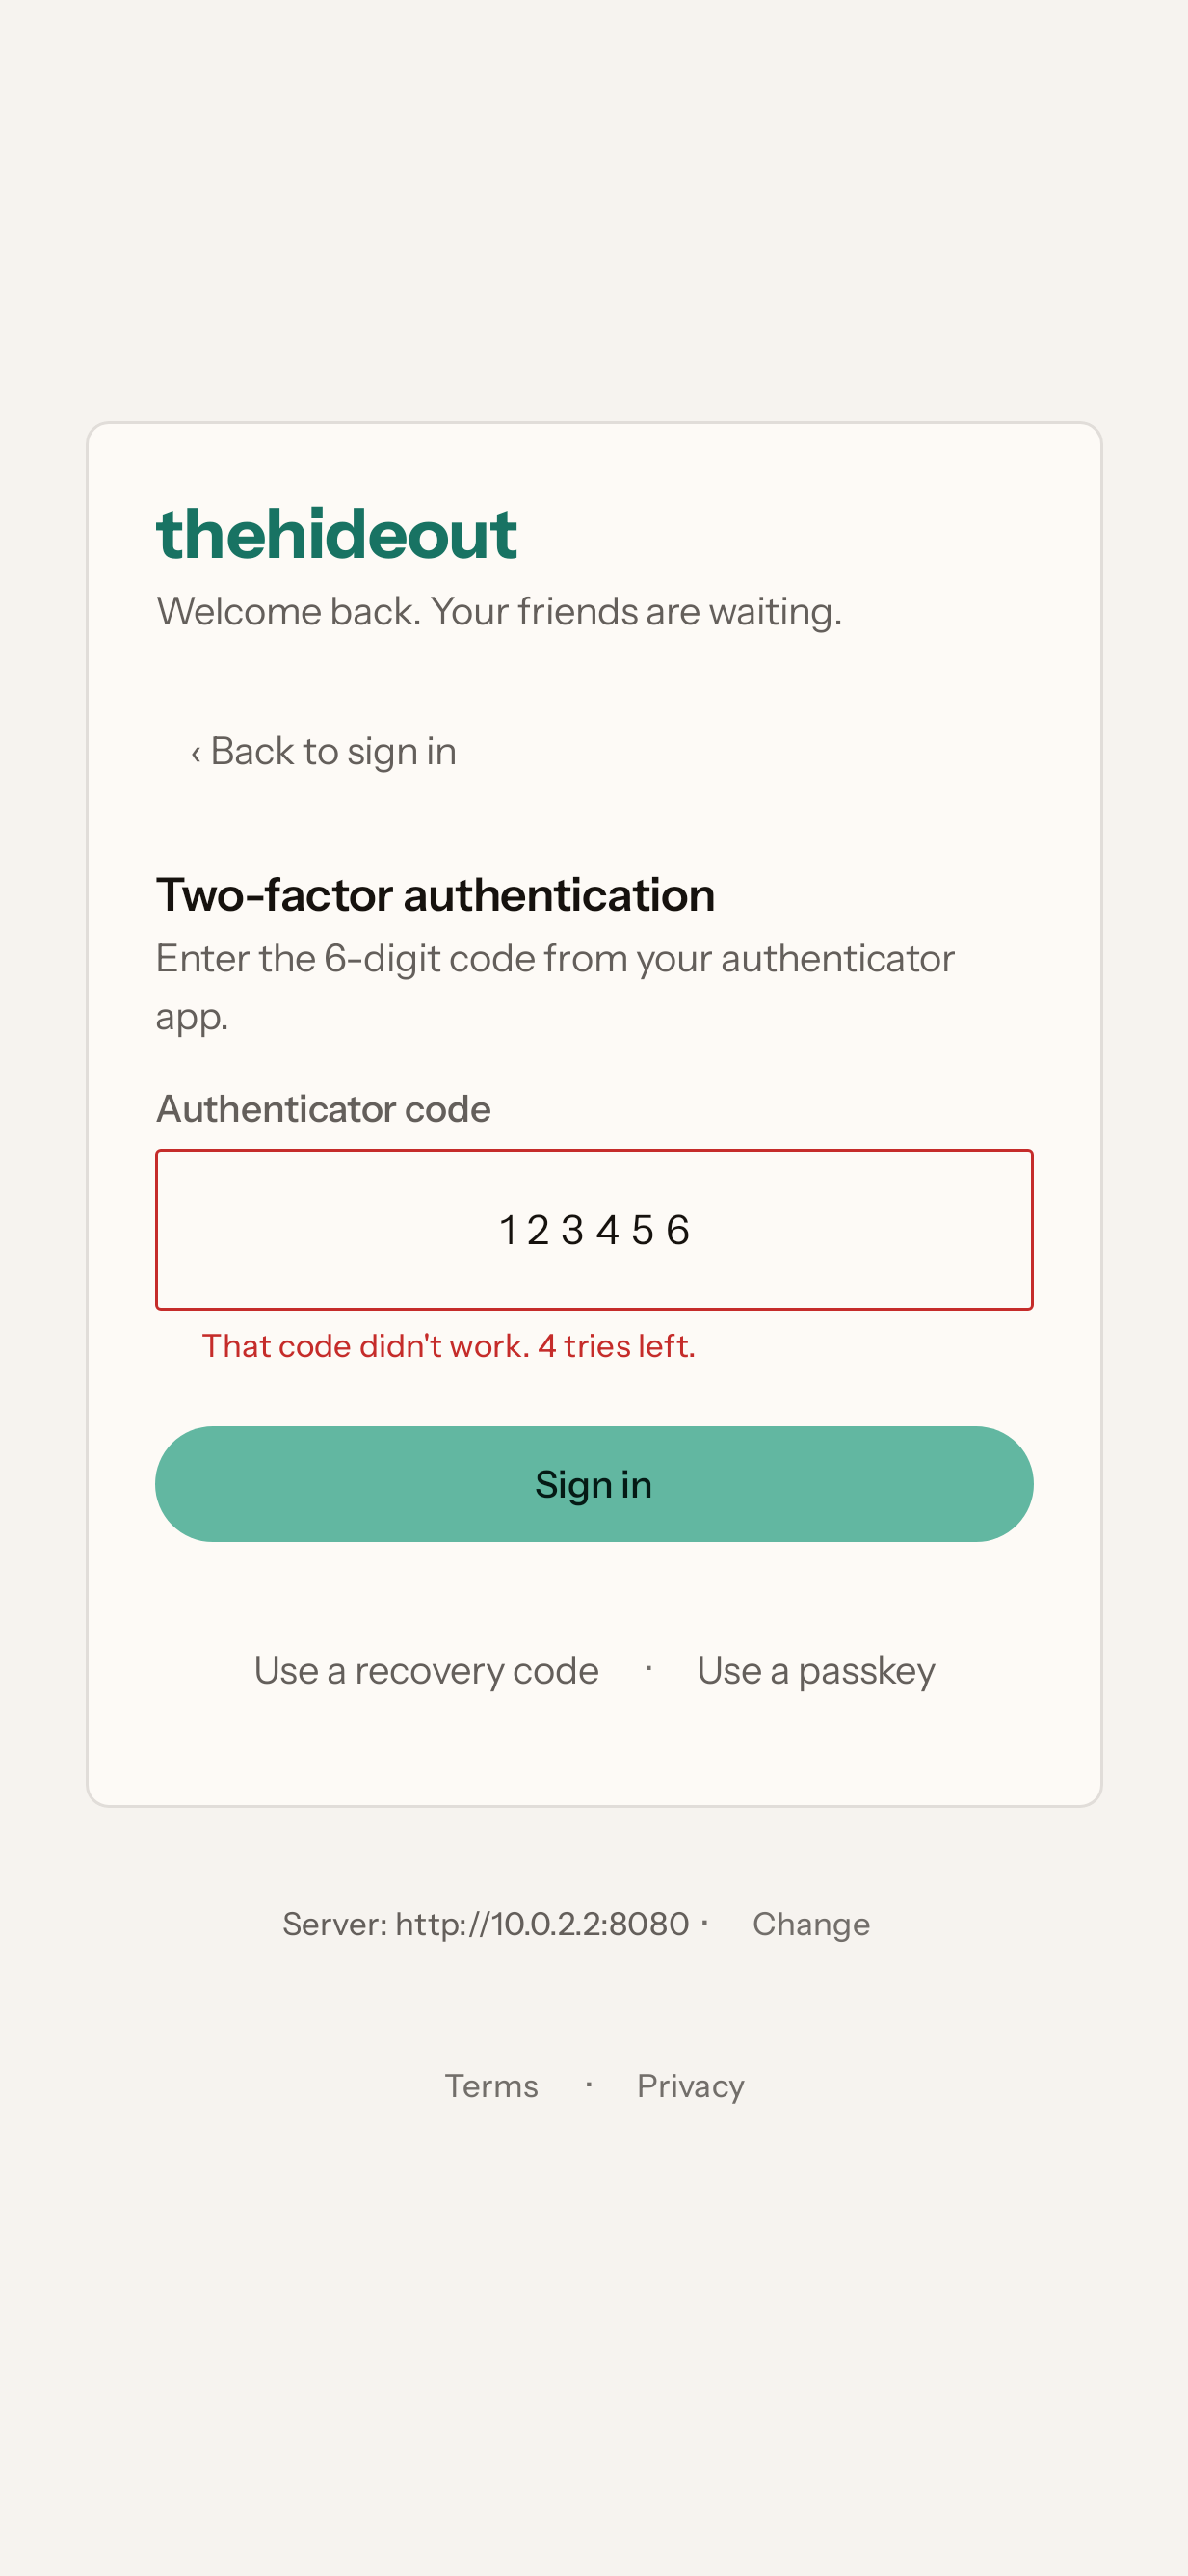 thehideout
Welcome back. Your friends are waiting.
‹ Back to sign in
Two-factor authentication
Enter the 6-digit code from your authenticator
app.
Authenticator code
1 2 3 4 5 6
That code didn't work. 4 tries left.
Sign in
Use a recovery code · Use a passkey
Server: http://10.0.2.2:8080 · Change
Terms · Privacy